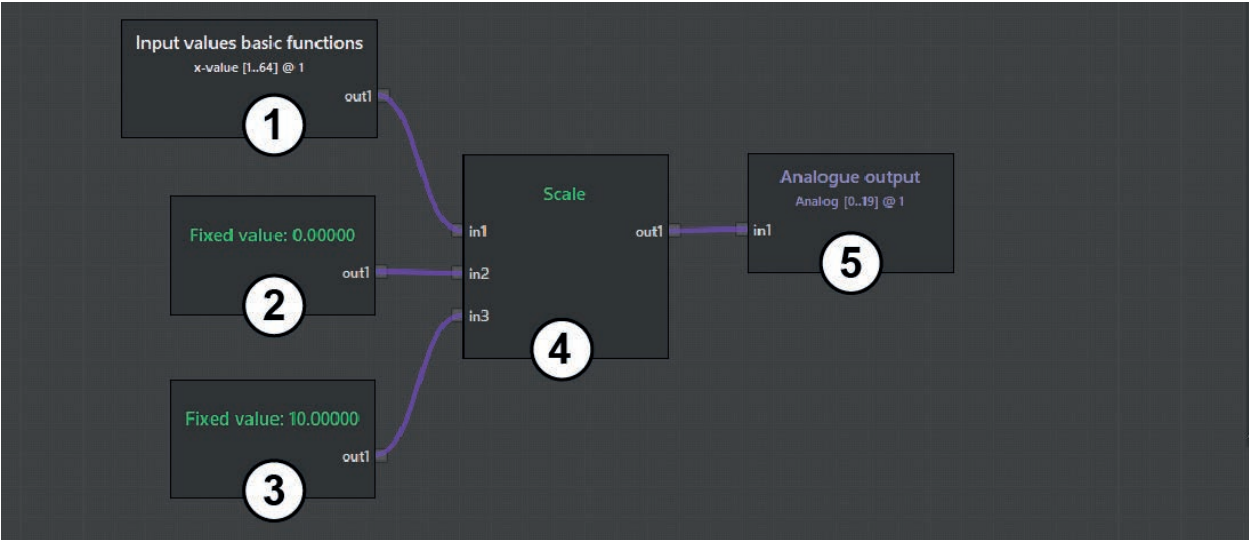 Input values basic functions
x-value [1..64] @ 1
out1
1
Fixed value: 0.00000
out1
2
Fixed value: 10.00000
out1
3
Scale
in1
out1
in2
in3
4
Analogue output
Analog [0..19] @ 1
in1
5